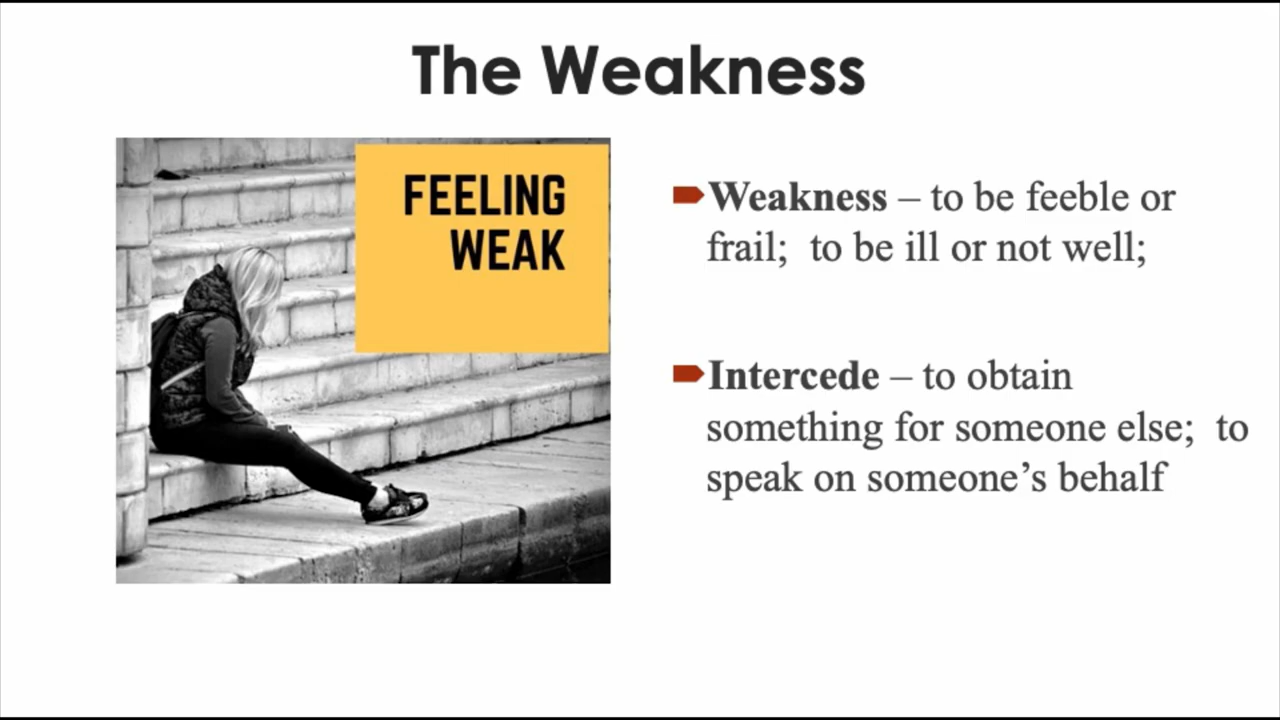 The Weakness
FEELING
WEAK
Weakness – to be feeble or
frail;  to be ill or not well;
Intercede – to obtain
something for someone else;  to
speak on someone’s behalf